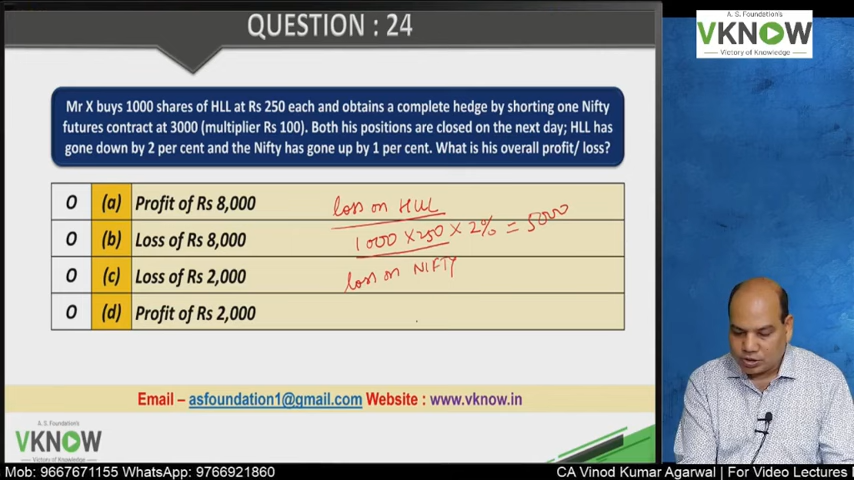 QUESTION : 24
A. S. Foundation's
VKNOW
Victory of Knowledge
Mr X buys 1000 shares of HLL at Rs 250 each and obtains a complete hedge by shorting one Nifty
futures contract at 3000 (multiplier Rs 100). Both his positions are closed on the next day; HLL has
gone down by 2 per cent and the Nifty has gone up by 1 per cent. What is his overall profit/ loss?
O (a) Profit of Rs 8,000
loss on HLL
O (b) Loss of Rs 8,000
1000 × 250 × 2% = 5000
O (c) Loss of Rs 2,000
loss on NIFTY
O (d) Profit of Rs 2,000
Email – asfoundation1@gmail.com Website : www.vknow.in
A. S. Foundation's
VKNOW
Victory of Knowledge
Mob: 9667671155 WhatsApp: 9766921860
CA Vinod Kumar Agarwal | For Video Lectures